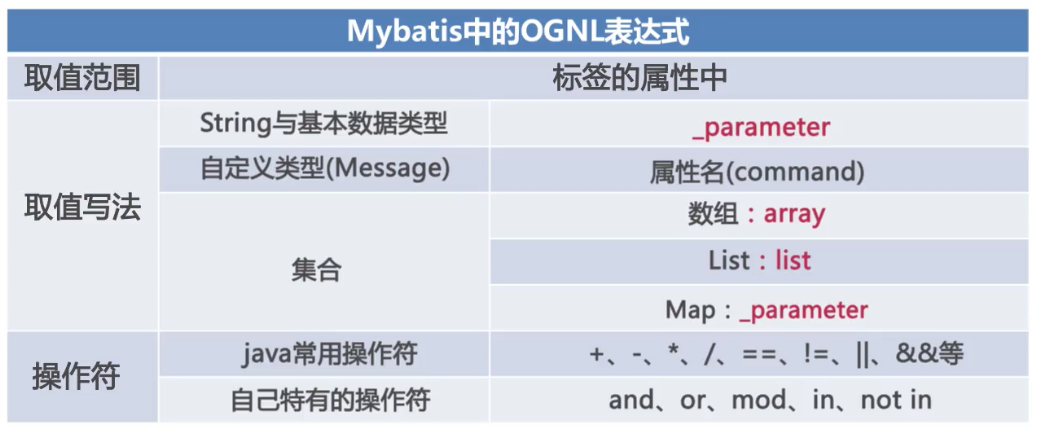 Mybatis中的OGNL表达式
取值范围
标签的属性中
取值写法
String与基本数据类型
_parameter
自定义类型(Message)
属性名(command)
集合
数组：array
List：list
Map：_parameter
操作符
java常用操作符
+、-、*、/、==、!=、||、&&等
自己特有的操作符
and、or、mod、in、not in